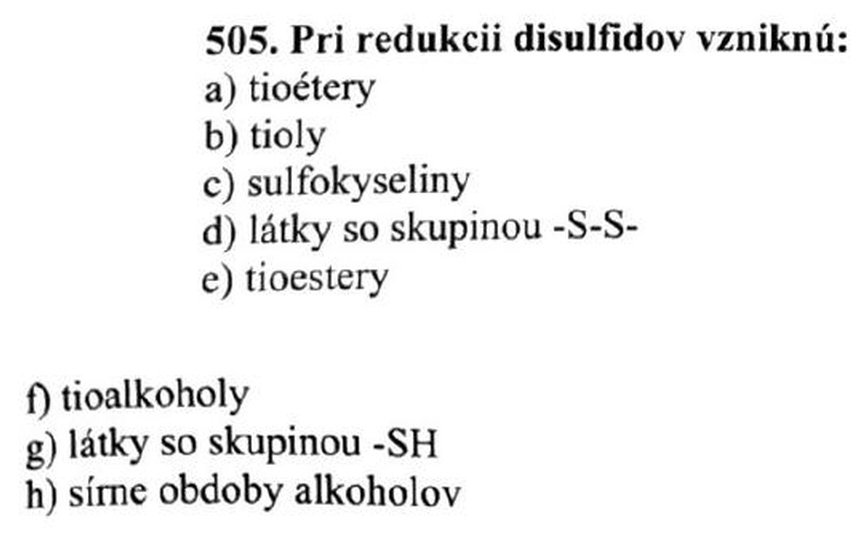 505. Pri redukcii disulfidov vzniknú:
a) tioétery
b) tioly
c) sulfokyseliny
d) látky so skupinou -S-S-
e) tioestery
f) tioalkoholy
g) látky so skupinou -SH
h) sírne obdoby alkoholov